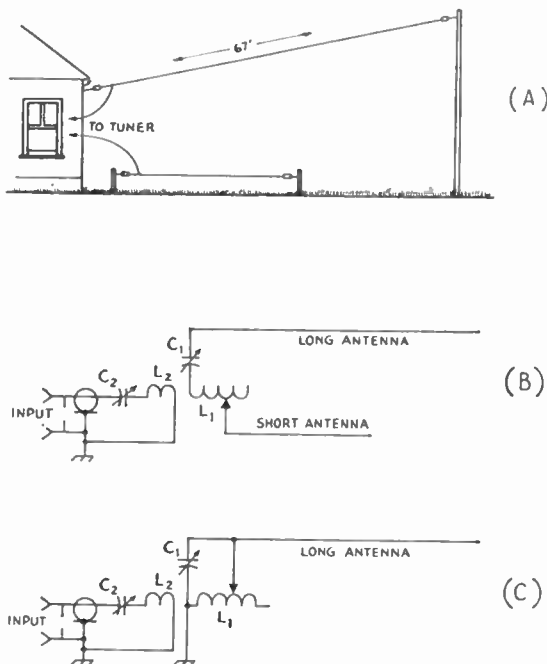 67'
(A)
TO TUNER
LONG ANTENNA
C1
(B)
C2
L2
INPUT
L1
SHORT ANTENNA
C1
LONG ANTENNA
(C)
C2
L2
INPUT
L1